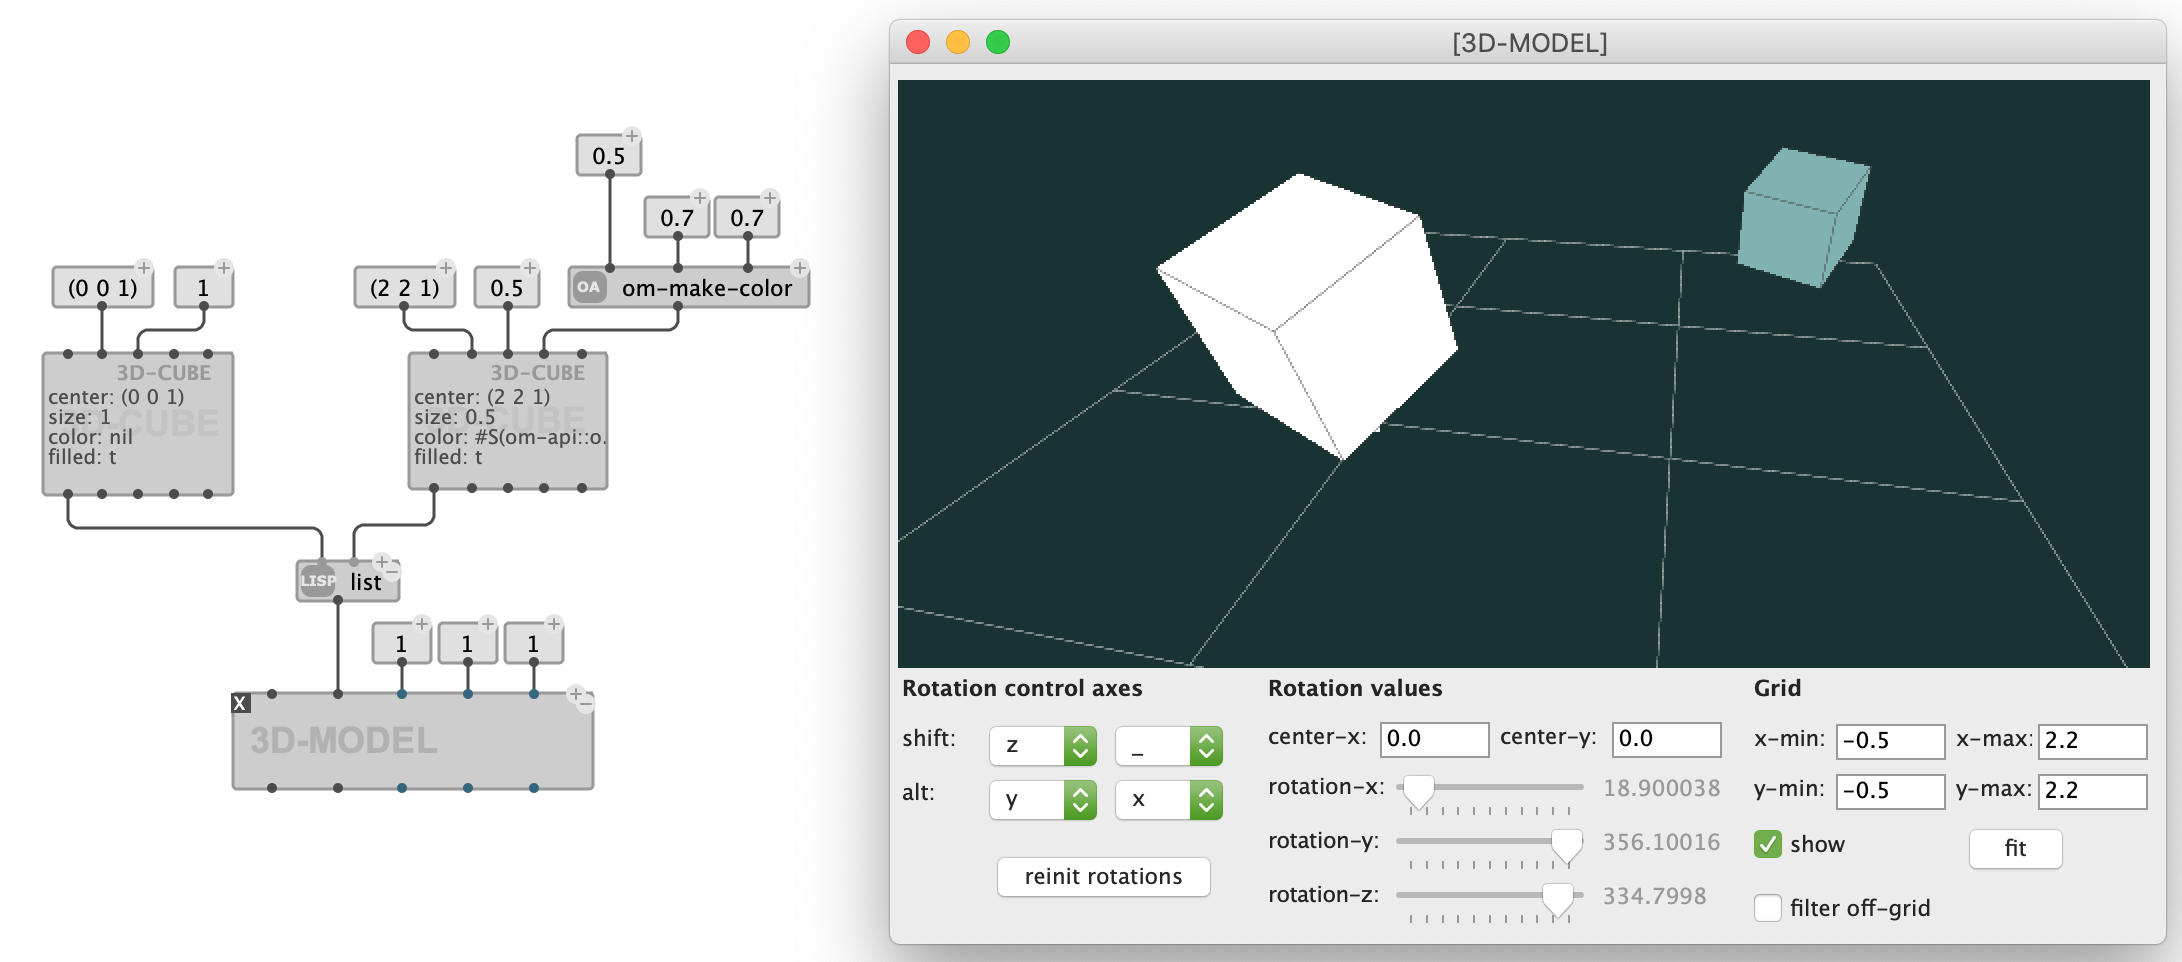 0.5
0.7
0.7
(0 0 1)
1
(2 2 1)
0.5
OA om-make-color
3D-CUBE
center: (0 0 1)
size: 1
color: nil
filled: t
3D-CUBE
3D-CUBE
center: (2 2 1)
size: 0.5
color: #S(om-api::o.
filled: t
3D-CUBE
LISP list
1
1
1
X
3D-MODEL
[3D-MODEL]
Rotation control axes
shift: z _
alt: y x
reinit rotations
Rotation values
center-x: 0.0 center-y: 0.0
rotation-x: 18.900038
rotation-y: 356.10016
rotation-z: 334.7998
Grid
x-min: -0.5 x-max: 2.2
y-min: -0.5 y-max: 2.2
show
fit
filter off-grid